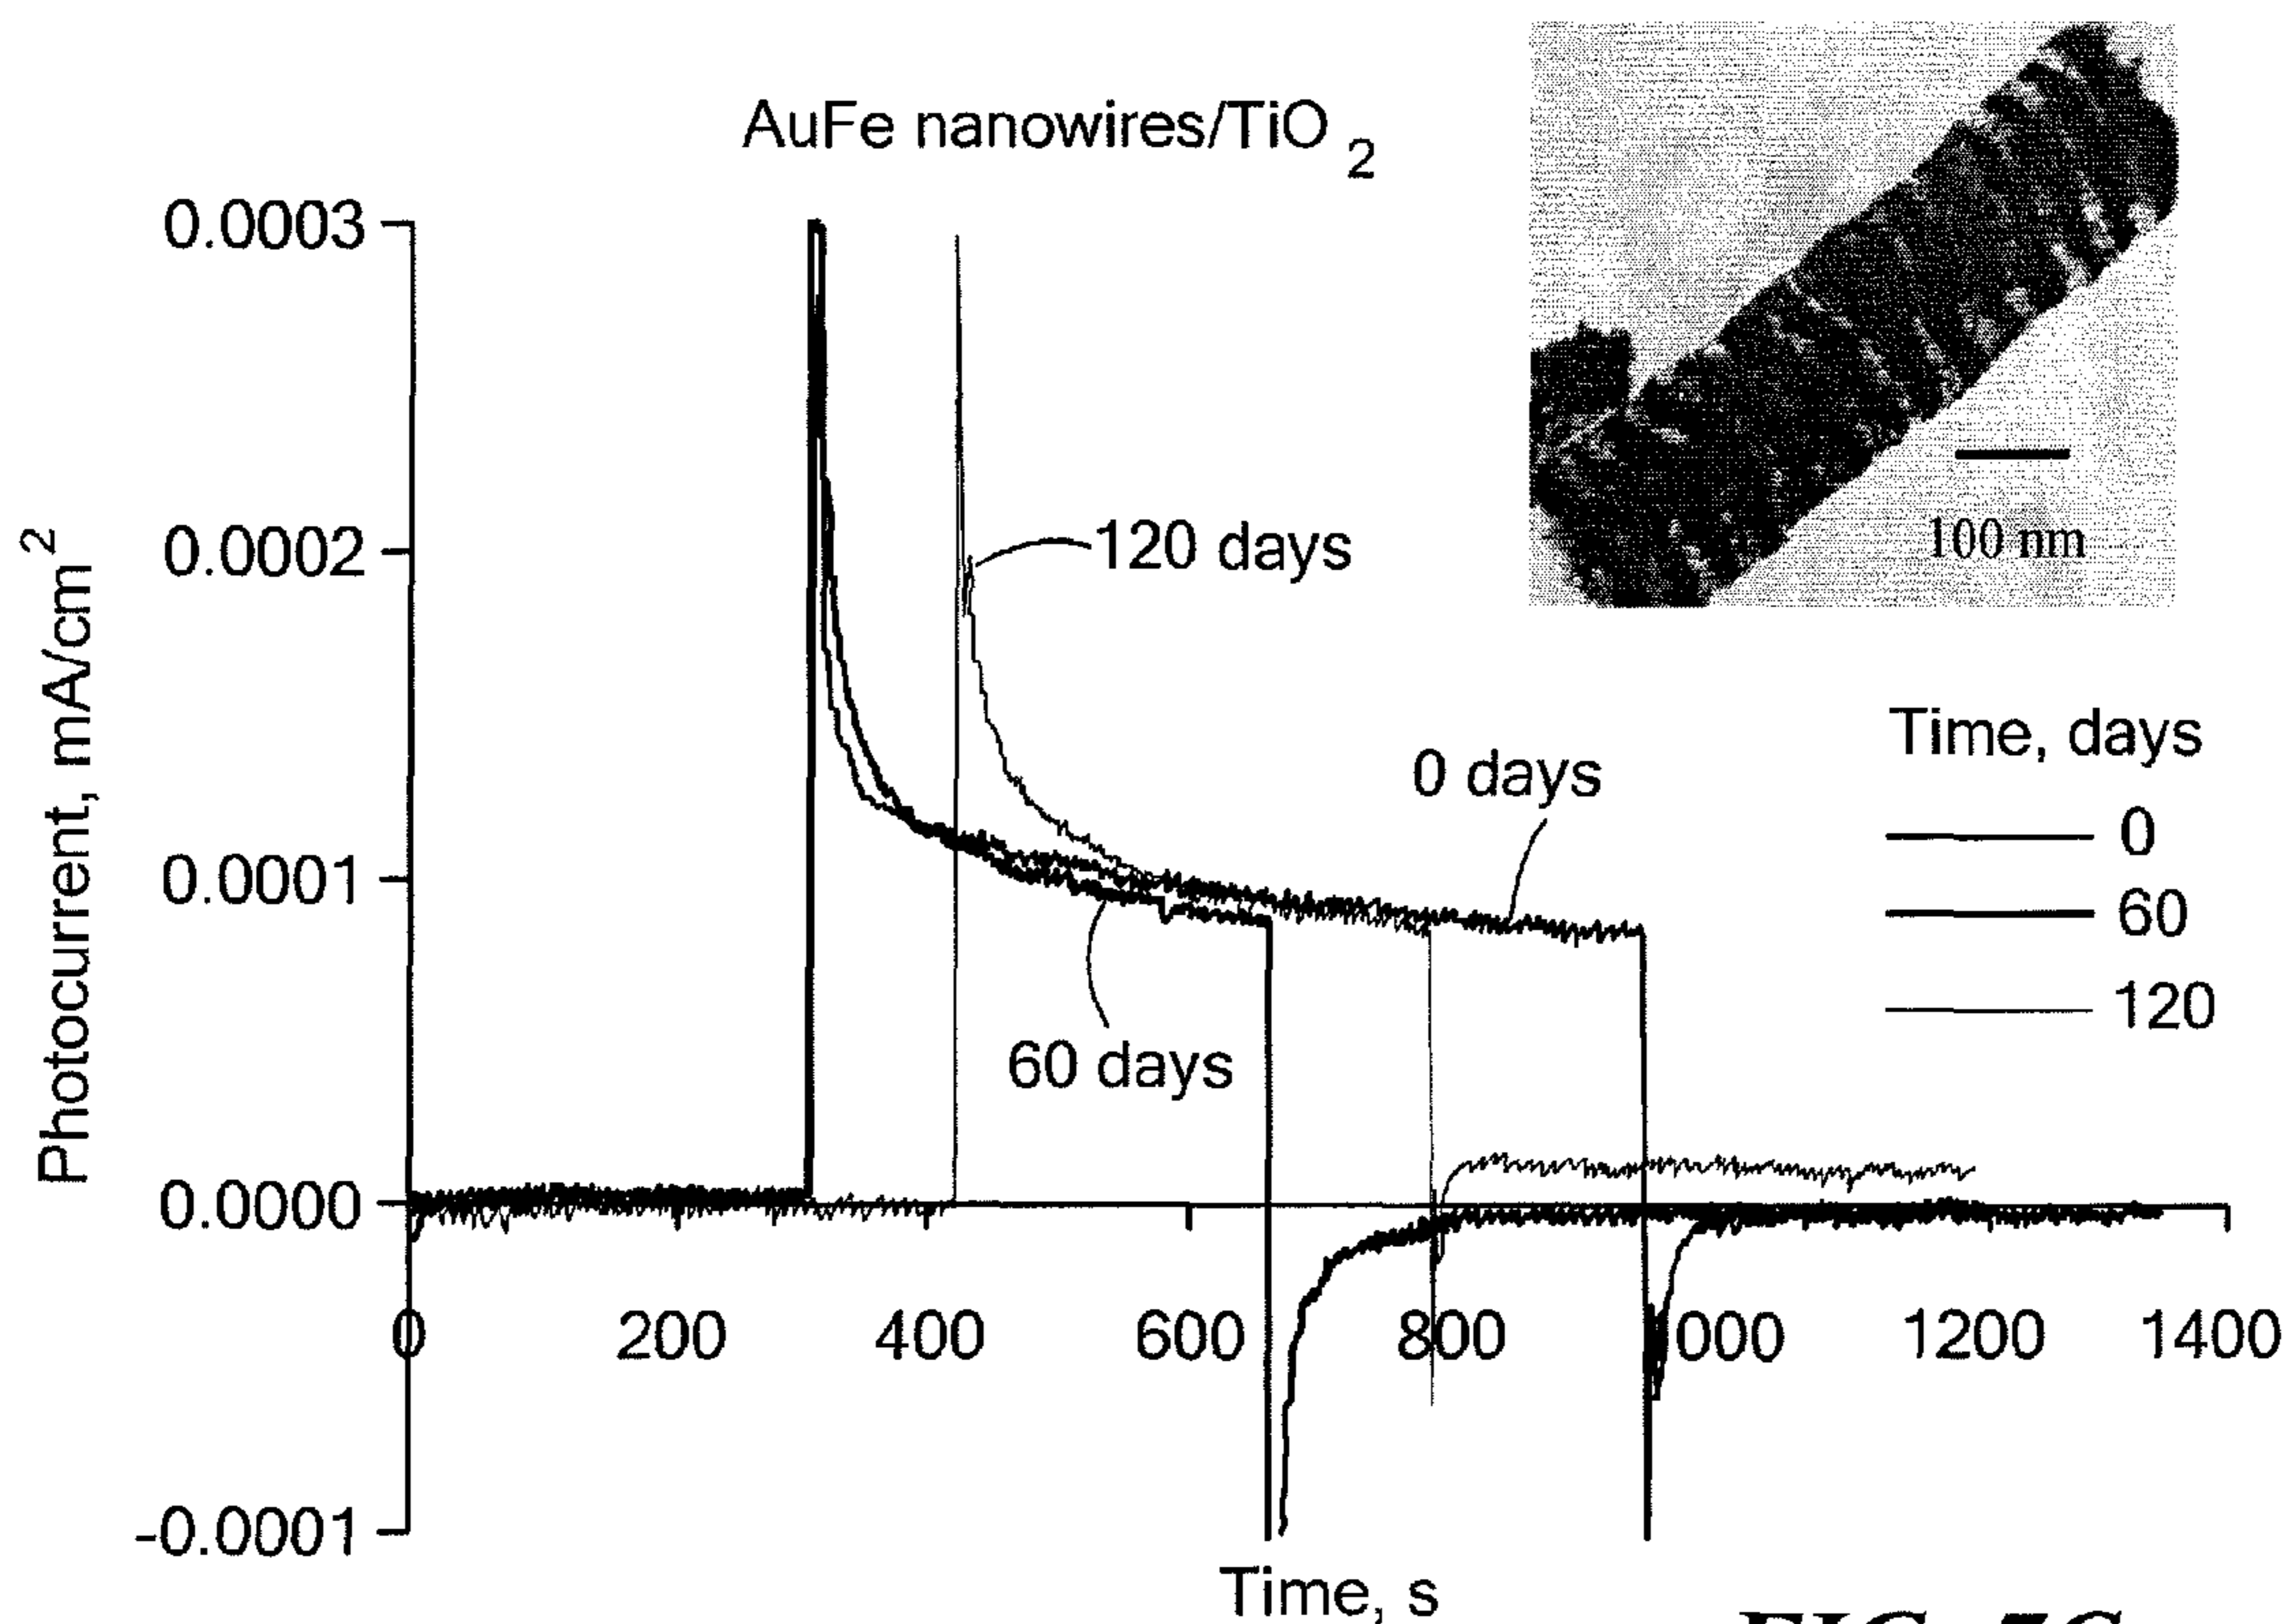 AuFe nanowires/TiO 2
0.0003
0.0002
0.0001
0.0000
-0.0001
Photocurrent, mA/cm 2
120 days
0 days
60 days
100 nm
Time, days
0
60
120
0 200 400 600 800 000 1200 1400
Time, s